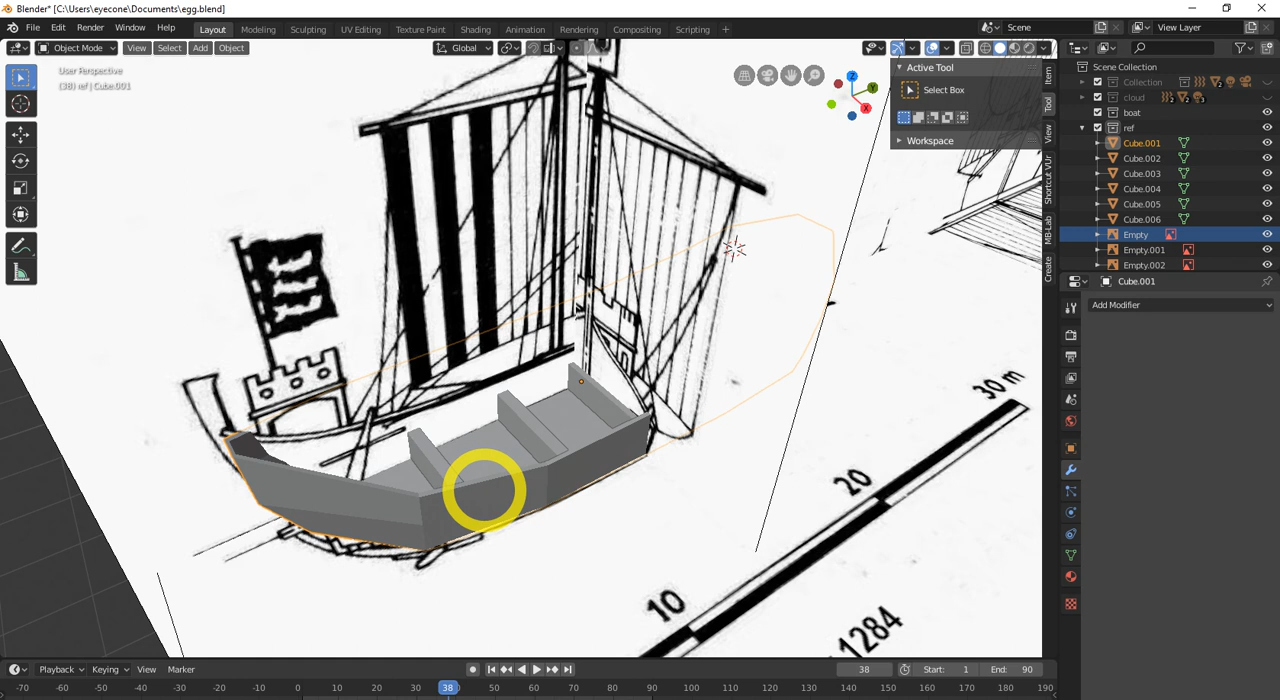 Blender* [C:\Users\eyecone\Documents\egg.blend]
File Edit Render Window Help Layout Modeling Sculpting UV Editing Texture Paint Shading Animation Rendering Compositing Scripting + Scene View Layer
Object Mode View Select Add Object Global
User Perspective
(38) ref | Cube.001
Z
Y
X
Active Tool
Select Box
Workspace
Item
Tool
View
Shortcut VUr
MB-Lab
Create
Scene Collection
Collection
cloud
boat
ref
Cube.001
Cube.002
Cube.003
Cube.004
Cube.005
Cube.006
Empty
Empty.001
Empty.002
Cube.001
Add Modifier
30 m
20
10
1284
Playback Keying View Marker 38 Start: 1 End: 90
-70 -60 -50 -40 -30 -20 -10 0 10 20 30 38 50 60 70 80 90 100 110 120 130 140 150 160 170 180 190